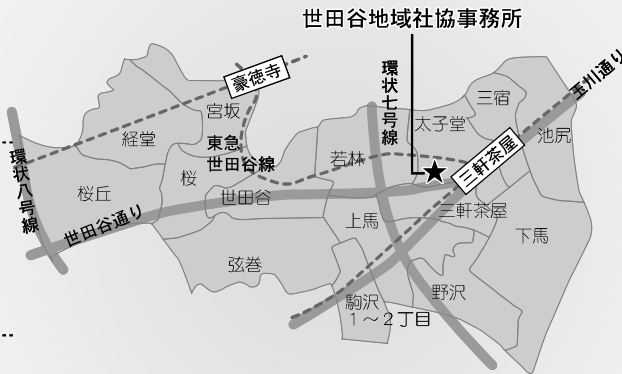 世田谷地域社協事務所
玉川通り
豪徳寺
環状七号線
三宿
宮坂
太子堂
池尻
経堂
東急
世田谷線
若林
三軒茶屋
環状八号線
桜
桜丘
世田谷
世田谷通り
上馬
三軒茶屋
下馬
弦巻
駒沢
1～2丁目
野沢